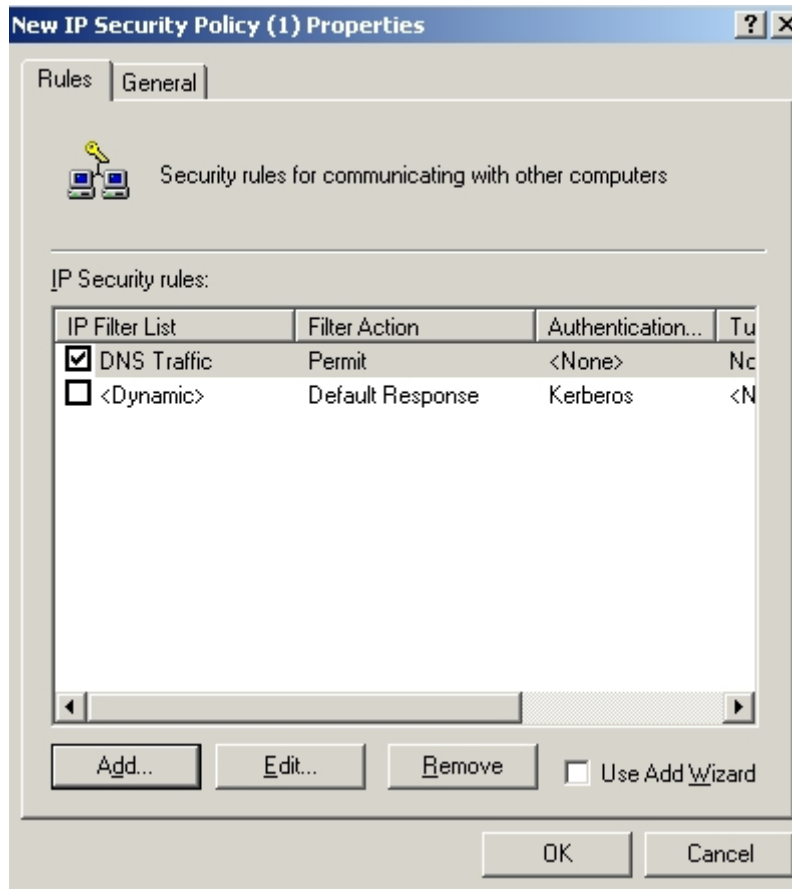 New IP Security Policy (1) Properties
Rules
General
Security rules for communicating with other computers
IP Security rules:
IP Filter List Filter Action Authentication... Tu
DNS Traffic Permit <None> No
<Dynamic> Default Response Kerberos <N
Add... Edit... Remove Use Add Wizard
OK Cancel